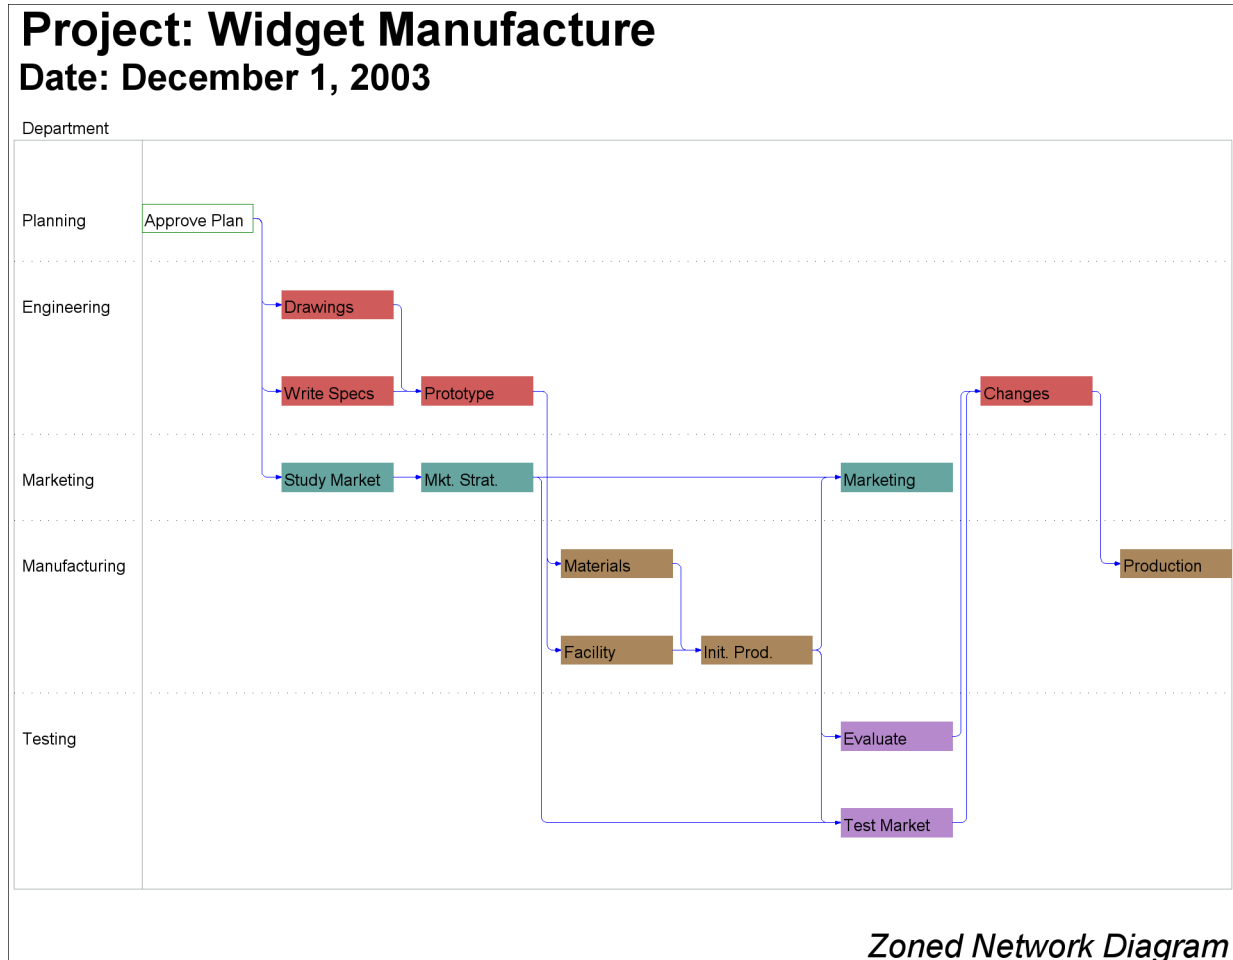 Project: Widget Manufacture
Date: December 1, 2003
Department
Planning
Approve Plan
Engineering
Drawings
Write Specs
Prototype
Changes
Marketing
Study Market
Mkt. Strat.
Marketing
Manufacturing
Materials
Production
Facility
Init. Prod.
Testing
Evaluate
Test Market
Zoned Network Diagram